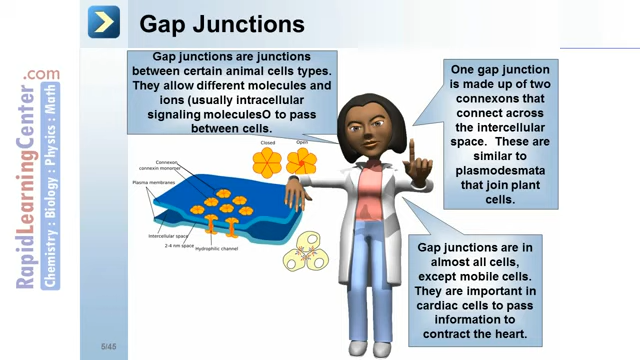 Gap Junctions
Gap junctions are junctions
between certain animal cells types.
They allow different molecules and
ions (usually intracellular
signaling moleculesO to pass
between cells.
One gap junction
is made up of two
connexons that
connect across
the intercellular
space. These are
similar to
plasmodesmata
that join plant
cells.
Closed
Open
Connexon
connexin monomer
Plasma membranes
Intercellular space
2-4 nm space
Hydrophilic channel
Gap junctions are in
almost all cells,
except mobile cells.
They are important in
cardiac cells to pass
information to
contract the heart.
RapidLearningCenter.com
Chemistry : Biology : Physics : Math
5/45